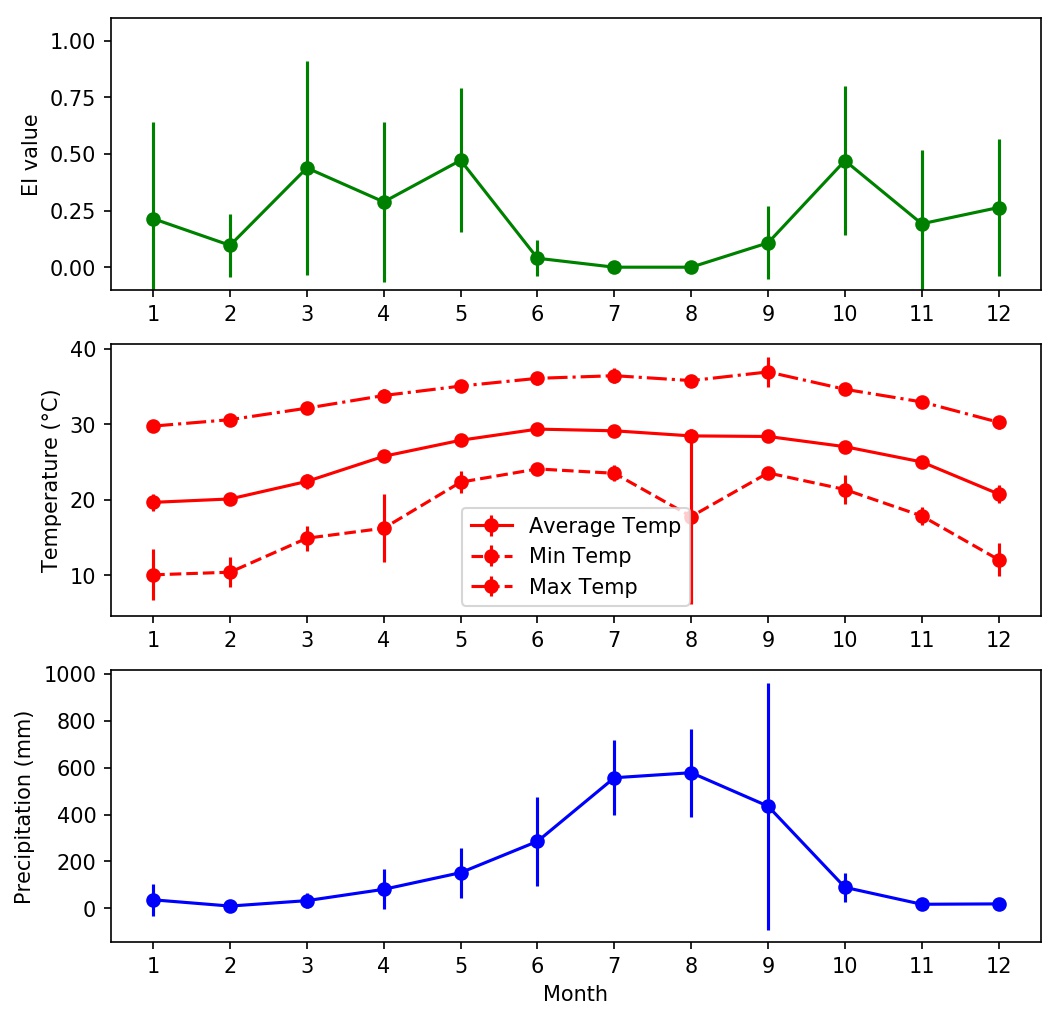 EI value
1.00
0.75
0.50
0.25
0.00
1 2 3 4 5 6 7 8 9 10 11 12
Temperature (°C)
40
30
20
10
Average Temp
Min Temp
Max Temp
1 2 3 4 5 6 7 8 9 10 11 12
Precipitation (mm)
1000
800
600
400
200
0
1 2 3 4 5 6 7 8 9 10 11 12
Month